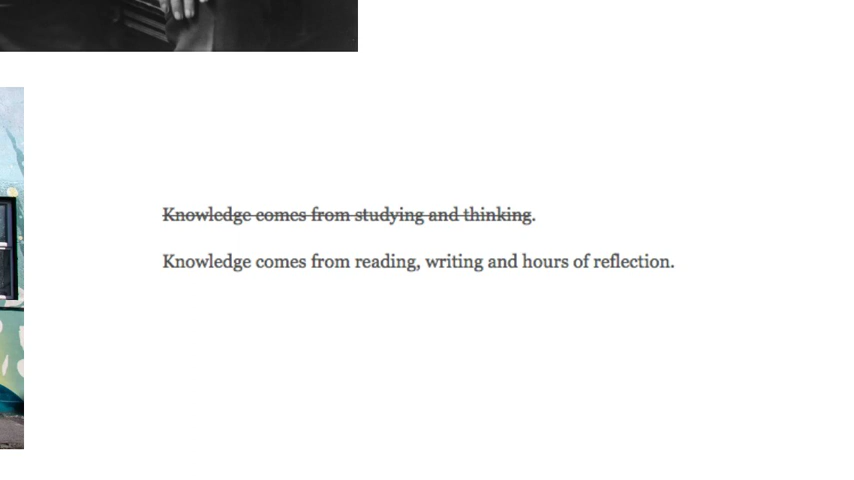 Knowledge comes from studying and thinking.
Knowledge comes from reading, writing and hours of reflection.